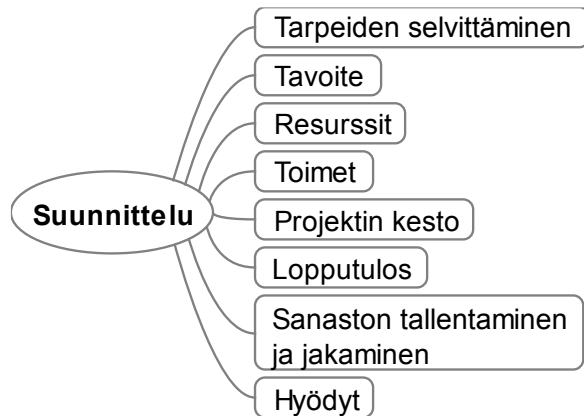 Tarpeiden selvittäminen
Tavoite
Resurssit
Toimet
Suunnittelu
Projektin kesto
Lopputulos
Sanaston tallentaminen
ja jakaminen
Hyödyt